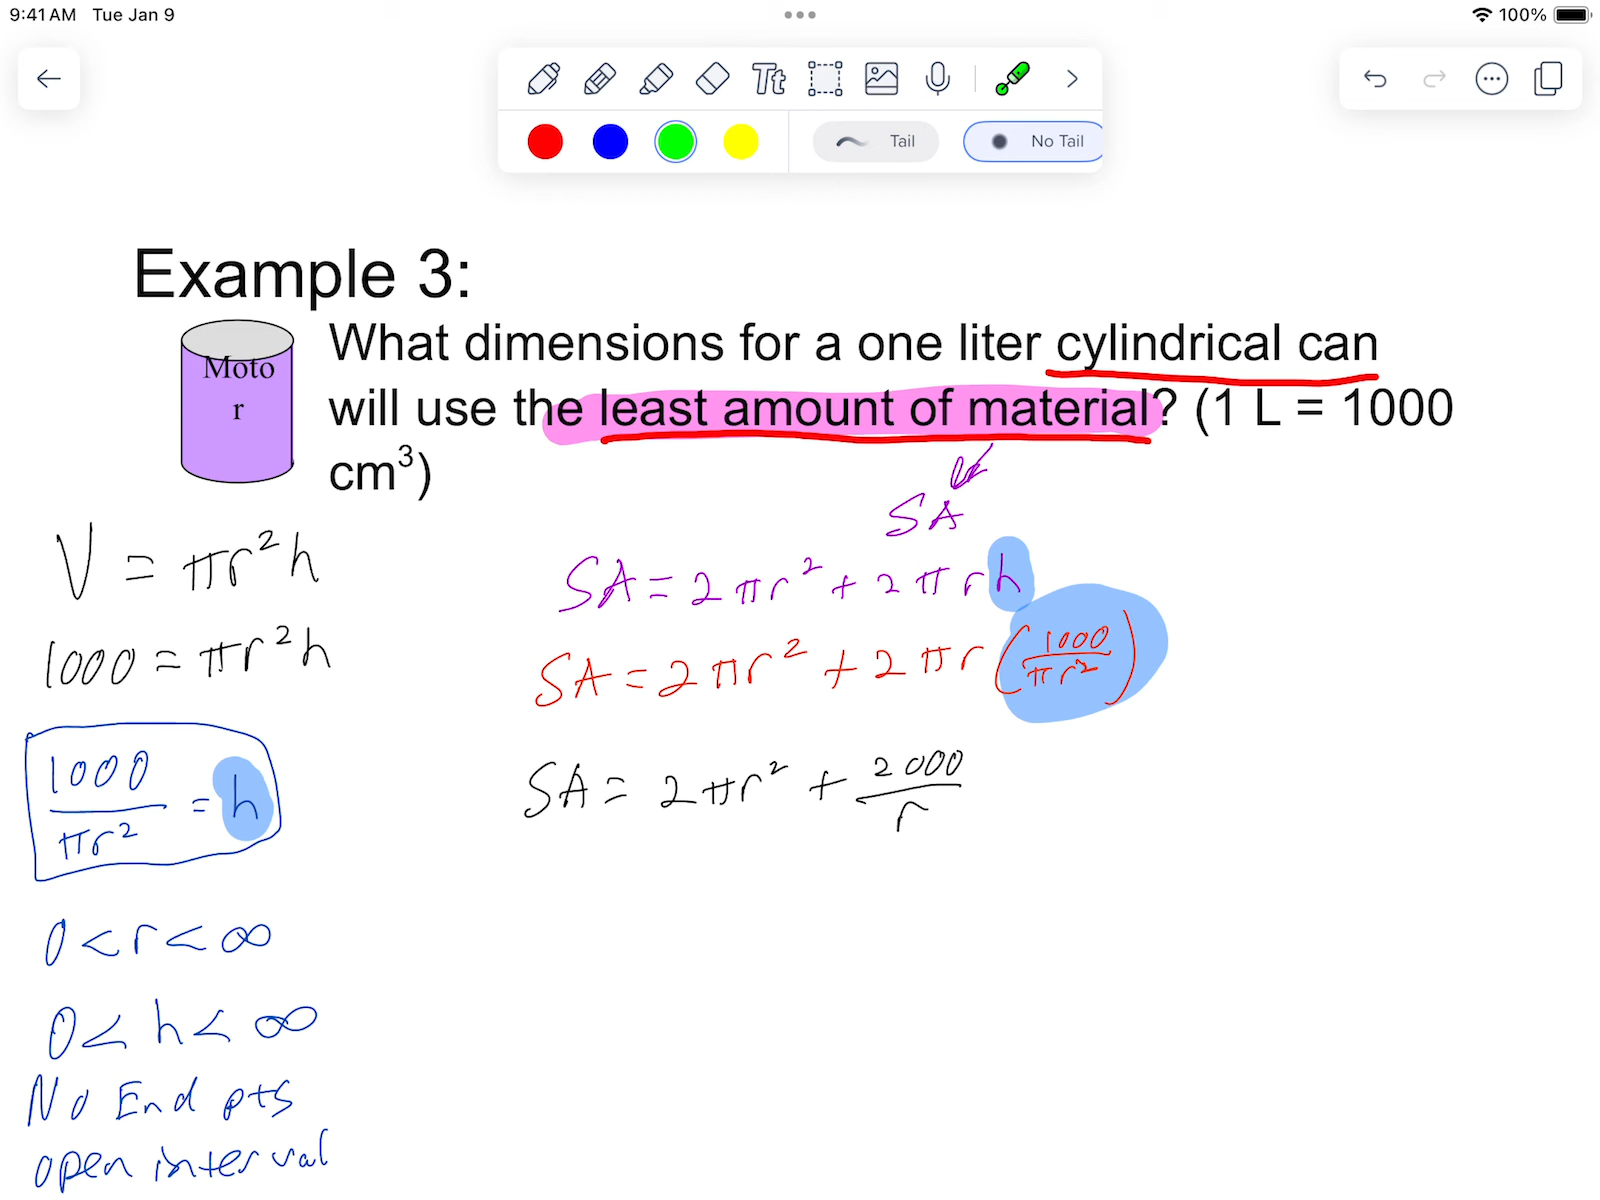 9:41 AM Tue Jan 9
100%
Tt
Tail
No Tail
Example 3:
Moto
r
What dimensions for a one liter cylindrical can
will use the least amount of material? (1 L = 1000
cm³)
SA
V = πr²h
1000 = πr²h
1000/πr² = h
0 < r < ∞
0 < h < ∞
No End pts
open interval
SA = 2πr² + 2πrh
SA = 2πr² + 2πr(1000/πr²)
SA = 2πr² + 2000/r